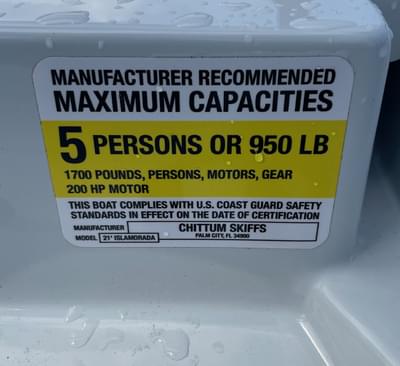 MANUFACTURER RECOMMENDED
MAXIMUM CAPACITIES
5 PERSONS OR 950 LB
1700 POUNDS, PERSONS, MOTORS, GEAR
200 HP MOTOR
THIS BOAT COMPLIES WITH U.S. COAST GUARD SAFETY
STANDARDS IN EFFECT ON THE DATE OF CERTIFICATION
MANUFACTURER CHITTUM SKIFFS
MODEL 21' ISLAMORADA PALM CITY, FL 34990